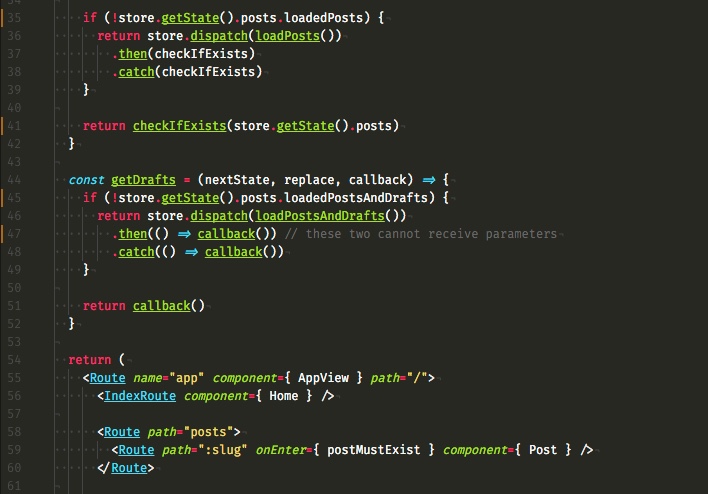 34
35 if (!store.getState().posts.loadedPosts) {
36 return store.dispatch(loadPosts())
37 .then(checkIfExists)
38 .catch(checkIfExists)
39 }
40
41 return checkIfExists(store.getState().posts)
42 }
43
44 const getDrafts = (nextState, replace, callback) => {
45 if (!store.getState().posts.loadedPostsAndDrafts) {
46 return store.dispatch(loadPostsAndDrafts())
47 .then(() => callback()) // these two cannot receive parameters
48 .catch(() => callback())
49 }
50
51 return callback()
52 }
53
54 return (
55 <Route name="app" component={ AppView } path="/">
56 <IndexRoute component={ Home } />
57
58 <Route path="posts">
59 <Route path=":slug" onEnter={ postMustExist } component={ Post } />
60 </Route>
61